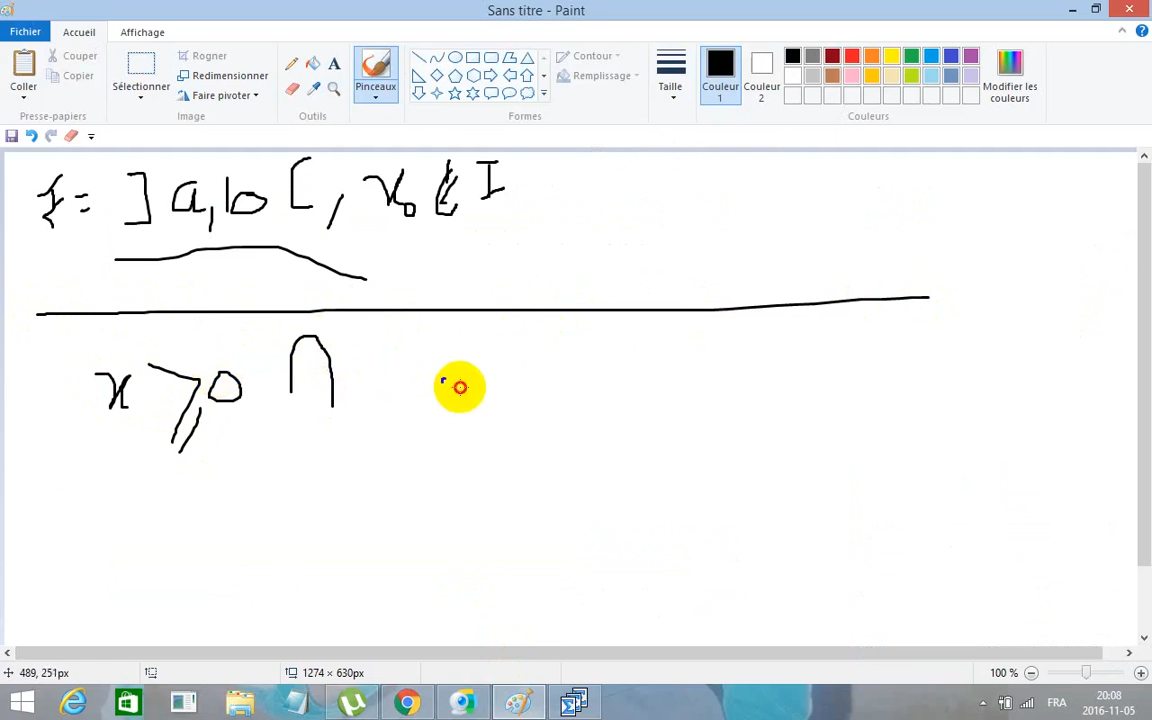 Sans titre - Paint
Fichier Accueil Affichage
Coller Couper Copier Presse-papiers
Sélectionner Rogner Redimensionner Faire pivoter Image
Outils
Pinceaux
Contour Remplissage Formes
Taille
Couleur 1 Couleur 2 Modifier les couleurs Couleurs
= ]a,b[, x₀ ∈ I
x ⩾ 0 ∩
489, 251px 1274 × 630px 100 %
FRA 20:08 2016-11-05